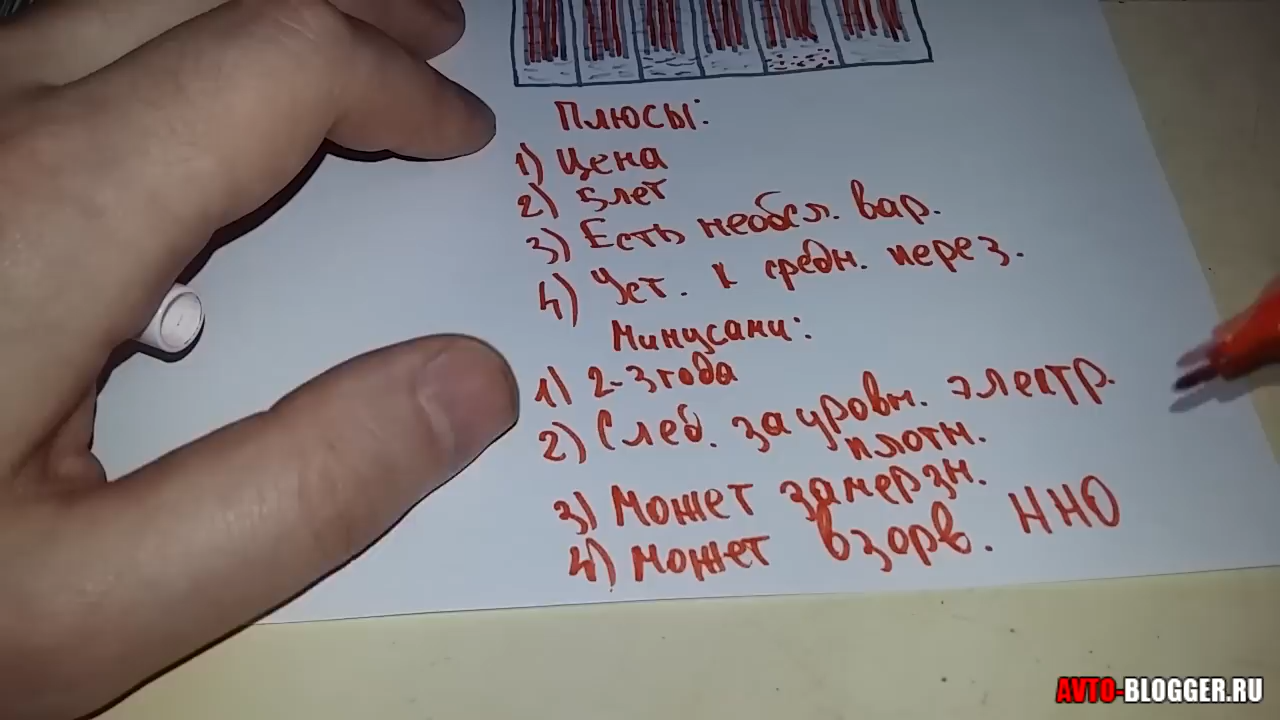 Плюсы:
1) Цена
2) 5 лет
3) Есть необсл. вар.
4) Уст. к средн. перез.
Минусами:
1) 2-3 года
2) След. за уровн. электр.
плотн.
3) Может замерзн.
4) Может взорв. ННО
AVTO-BLOGGER.RU